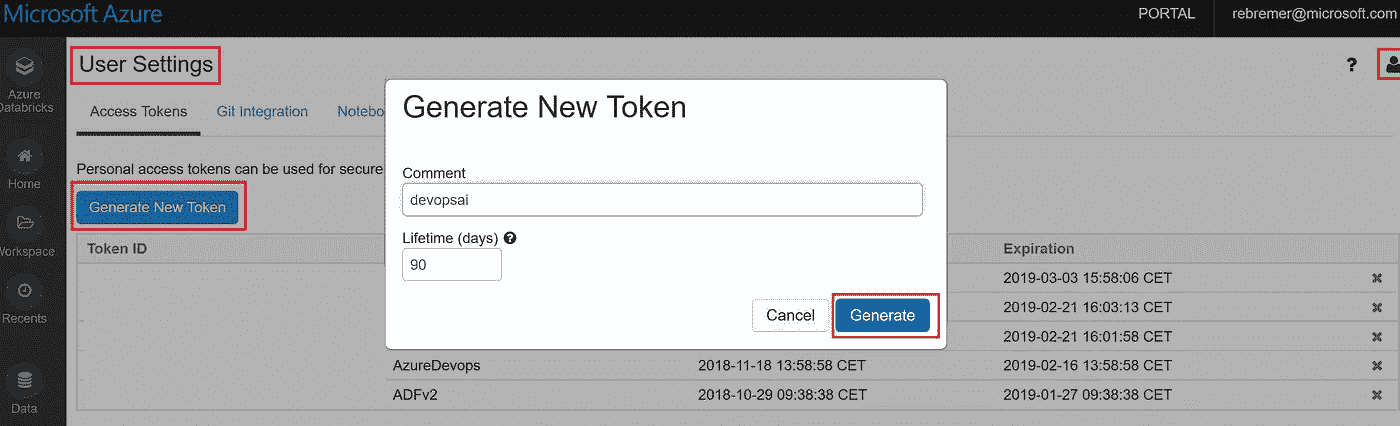 Microsoft Azure
PORTAL
rebremer@microsoft.com
User Settings
?
Azure
Databricks
Access Tokens
Git Integration
Notebo
Generate New Token
Personal access tokens can be used for secure
Comment
devopsai
Home
Generate New Token
Lifetime (days) ?
Workspace
Token ID
Expiration
90
2019-03-03 15:58:06 CET
Recents
2019-02-21 16:03:13 CET
Cancel
Generate
2019-02-21 16:01:58 CET
AzureDevops
2018-11-18 13:58:58 CET
2019-02-16 13:58:58 CET
Data
ADFv2
2018-10-29 09:38:38 CET
2019-01-27 09:38:38 CET